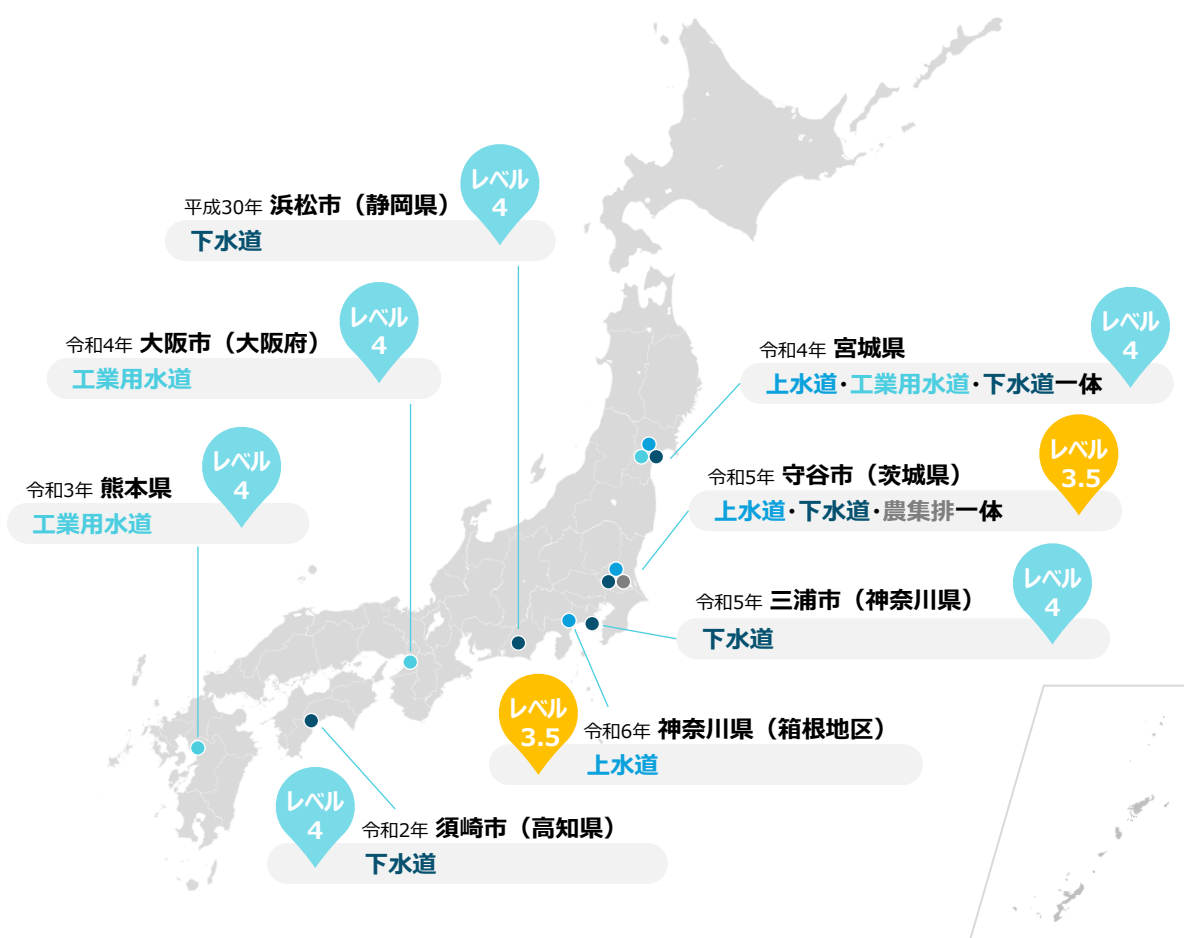 レベル
4
平成30年 浜松市（静岡県）
下水道
レベル
4
令和4年 大阪市（大阪府）
工業用水道
レベル
4
令和3年 熊本県
工業用水道
レベル
4
令和4年 宮城県
上水道・工業用水道・下水道一体
レベル
3.5
令和5年 守谷市（茨城県）
上水道・下水道・農集排一体
レベル
4
令和5年 三浦市（神奈川県）
下水道
レベル
3.5
令和6年 神奈川県（箱根地区）
上水道
レベル
4
令和2年 須崎市（高知県）
下水道